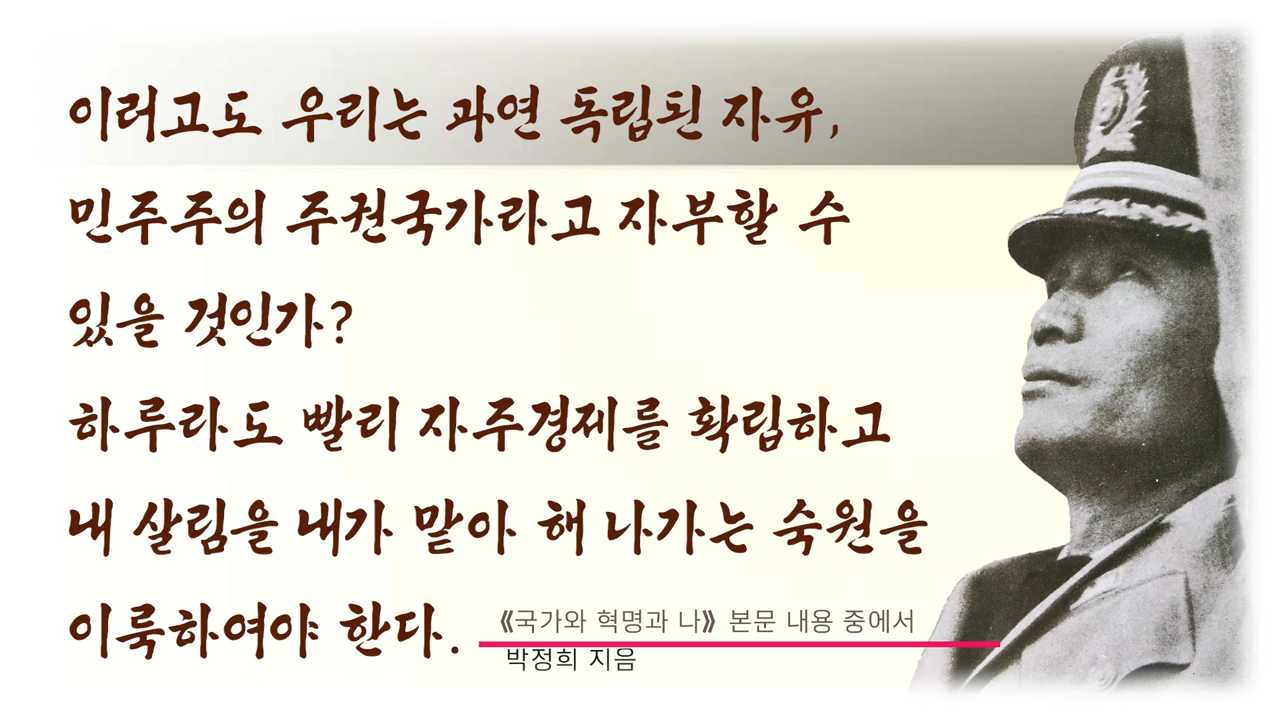 이러고도 우리는 과연 독립된 자유,
민주주의 주권국가라고 자부할 수
있을 것인가?
하루라도 빨리 자주경제를 확립하고
내 살림을 내가 맡아 해 나가는 숙원을
이룩하여야 한다.
《국가와 혁명과 나》 본문 내용 중에서
박정희 지음